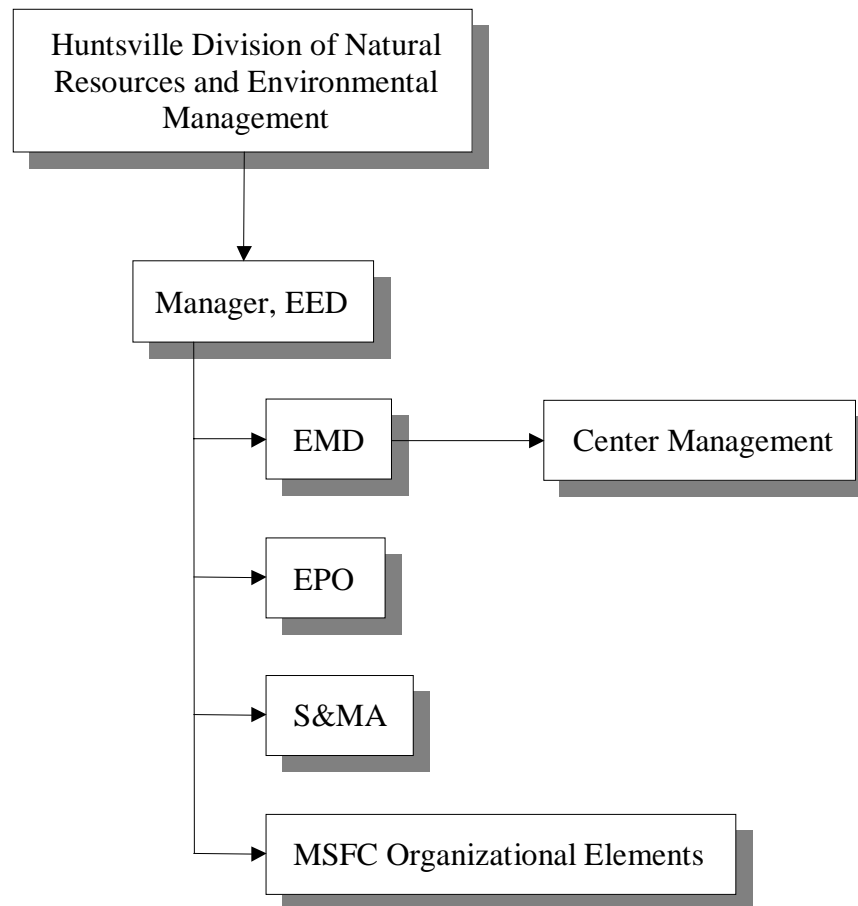 Huntsville Division of Natural
Resources and Environmental
Management
Manager, EED
EMD
Center Management
EPO
S&MA
MSFC Organizational Elements